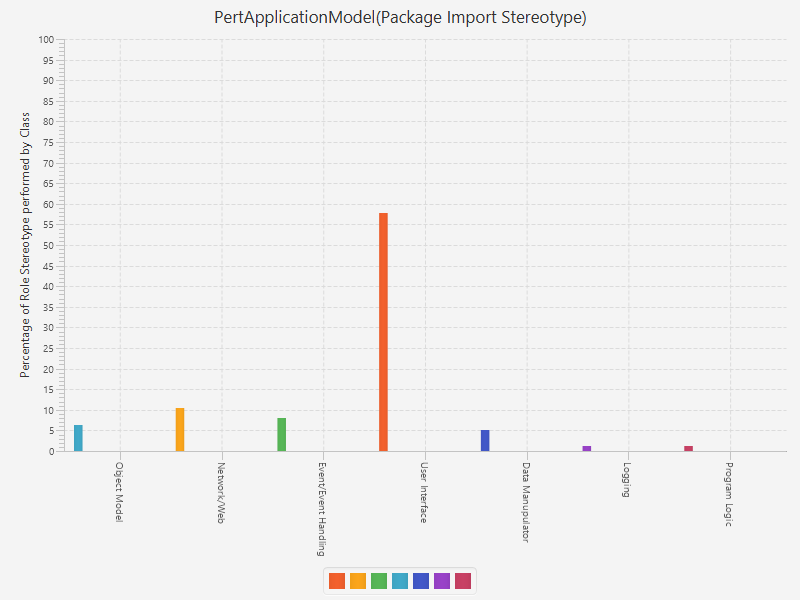 PertApplicationModel(Package Import Stereotype)
Percentage of Role Stereotype performed by Class
100
95
90
85
80
75
70
65
60
55
50
45
40
35
30
25
20
15
10
5
0
Object Model
Network/Web
Event/Event Handling
User Interface
Data Manupulator
Logging
Program Logic